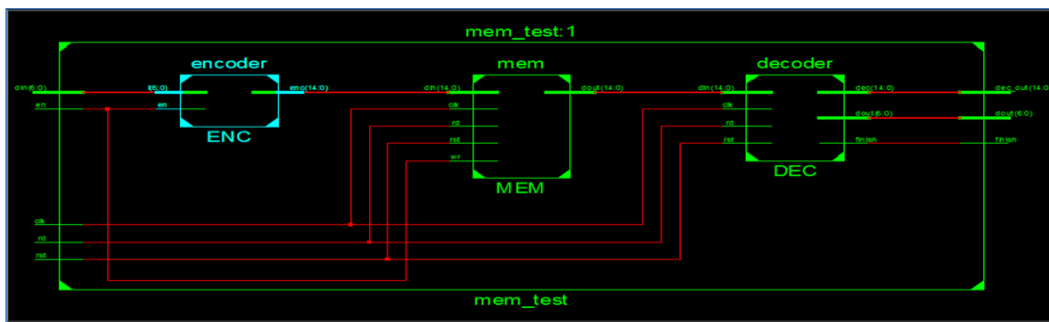 mem_test:1
encoder
mem
decoder
din(6:0)
en
I(6:0)
en
enc(14:0)
din(14:0)
clk
rd
rst
wr
dout(14:0)
din(14:0)
clk
rd
rst
dec(14:0)
dout(6:0)
finish
dec_out(14:0)
dout(6:0)
finish
ENC
MEM
DEC
clk
rd
rst
mem_test